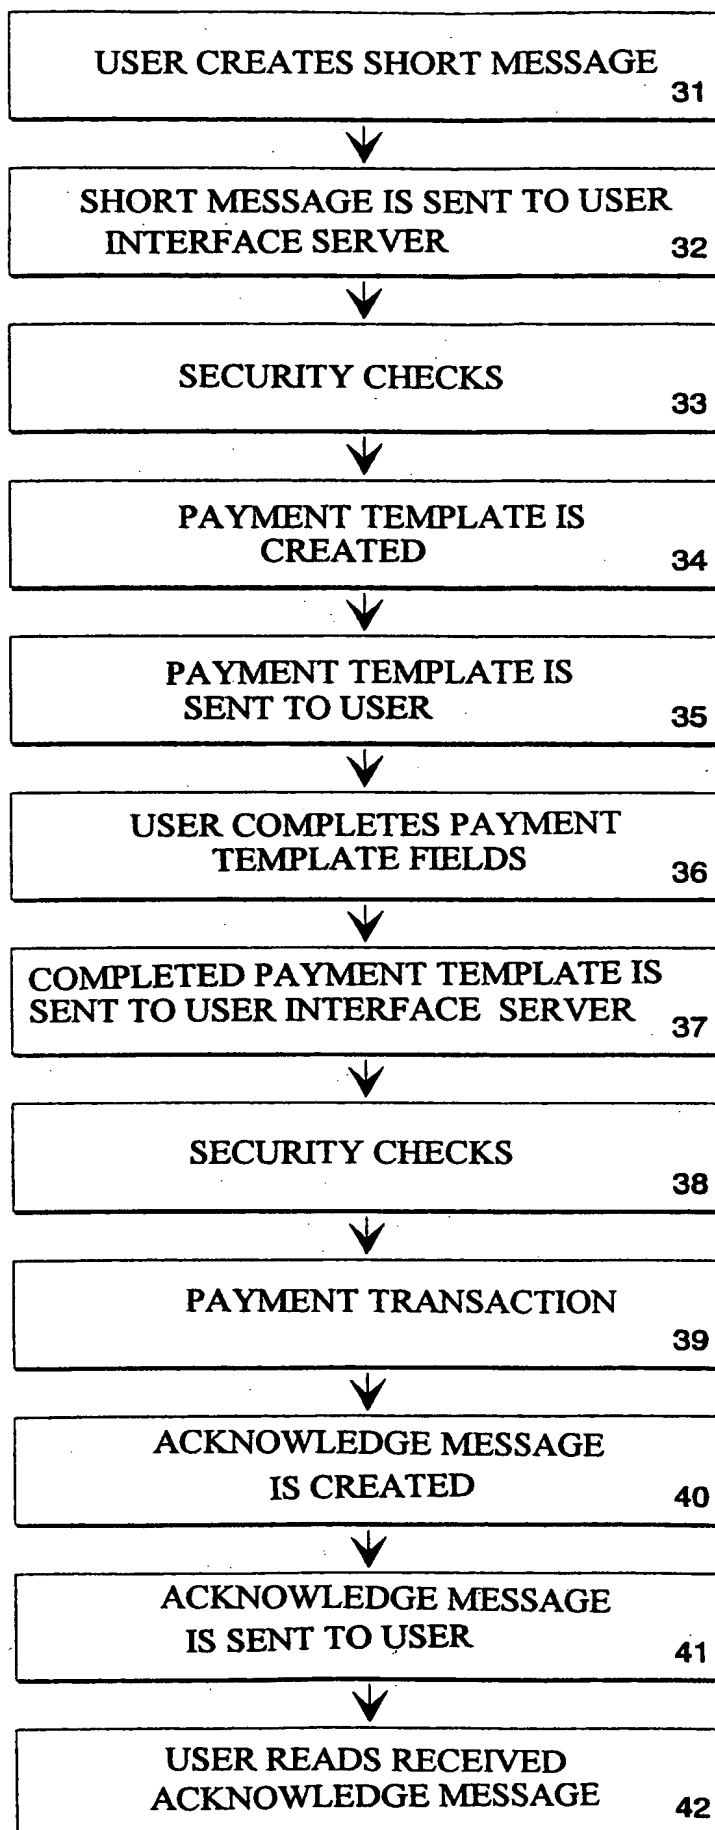 USER CREATES SHORT MESSAGE
31
SHORT MESSAGE IS SENT TO USER
INTERFACE SERVER
32
SECURITY CHECKS
33
PAYMENT TEMPLATE IS
CREATED
34
PAYMENT TEMPLATE IS
SENT TO USER
35
USER COMPLETES PAYMENT
TEMPLATE FIELDS
36
COMPLETED PAYMENT TEMPLATE IS
SENT TO USER INTERFACE SERVER
37
SECURITY CHECKS
38
PAYMENT TRANSACTION
39
ACKNOWLEDGE MESSAGE
IS CREATED
40
ACKNOWLEDGE MESSAGE
IS SENT TO USER
41
USER READS RECEIVED
ACKNOWLEDGE MESSAGE
42